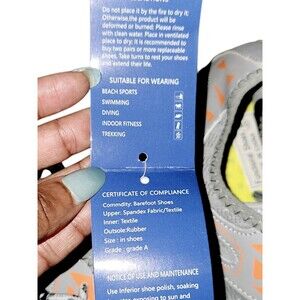 Do not place it by the fire to dry it;
Otherwise,the product will be
deformed or burned; Please rinse
with clean water. Place in ventilated
place to dry; It is recommended to
buy two pairs or more replaceable
shoes. Take turns to rest your shoes
and extend their life.
SUITABLE FOR WEARING
BEACH SPORTS
SWIMMING
DIVING
INDOOR FITNESS
TREKKING
CERTIFICATE OF COMPLIANCE
Commdity: Barefoot Shoes
Upper: Spandex Fabric/Textile
Inner: Textile
Outsole:Rubber
Size : in shoes
Grade : grade A
NOTICE OF USE AND MAINTENANCE
Use Inferior shoe polish, soaking
exposing to sun and